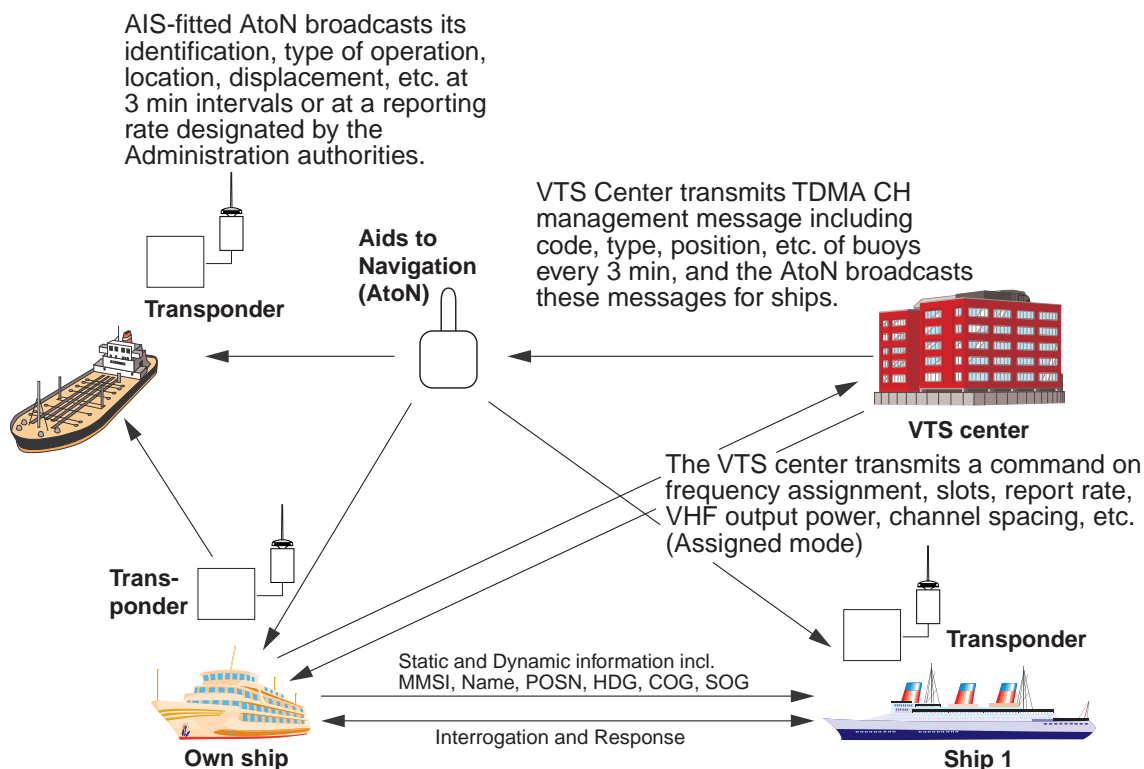 AIS-fitted AtoN broadcasts its
identification, type of operation,
location, displacement, etc. at
3 min intervals or at a reporting
rate designated by the
Administration authorities.
VTS Center transmits TDMA CH
management message including
code, type, position, etc. of buoys
every 3 min, and the AtoN broadcasts
these messages for ships.
Aids to
Navigation
(AtoN)
Transponder
VTS center
The VTS center transmits a command on
frequency assignment, slots, report rate,
VHF output power, channel spacing, etc.
(Assigned mode)
Trans-
ponder
Transponder
Static and Dynamic information incl.
MMSI, Name, POSN, HDG, COG, SOG
Interrogation and Response
Own ship
Ship 1